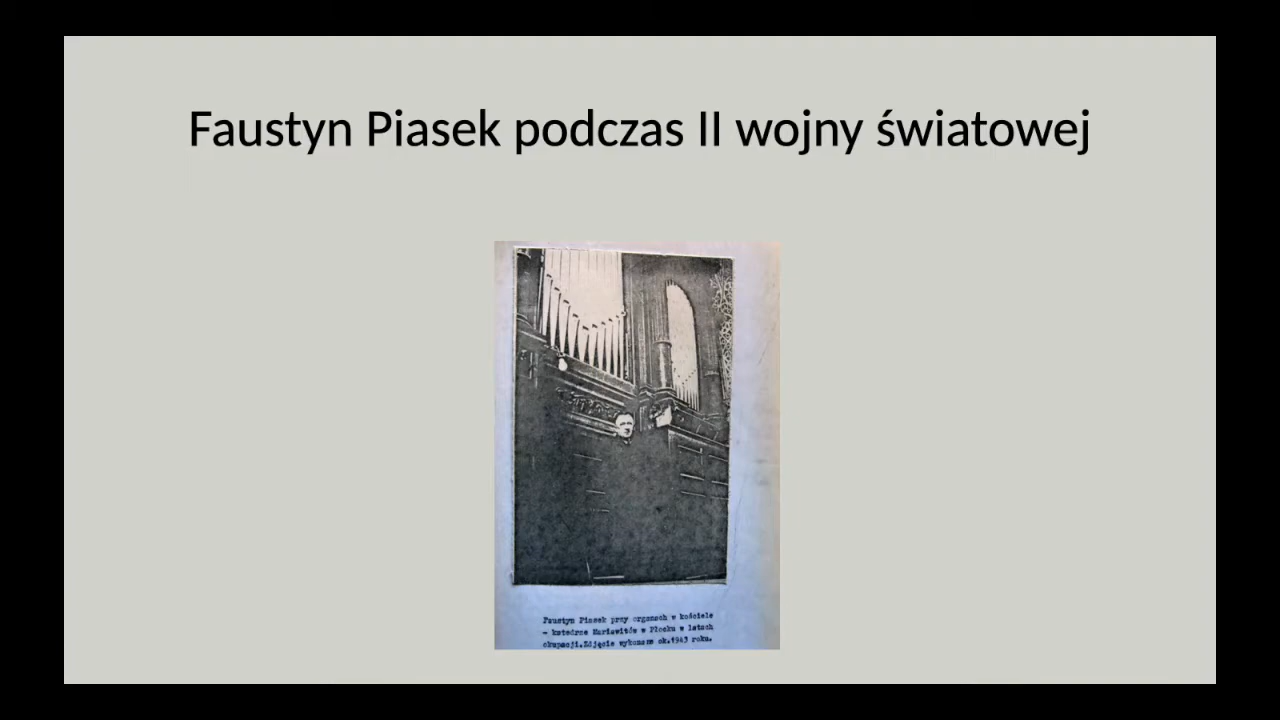 Faustyn Piasek podczas II wojny światowej
Faustyn Piasek przy organach w kościele
- katedrze Mariawitów w Płocku w latach
okupacji.Zdjęcie wykonane ok.1943 roku.